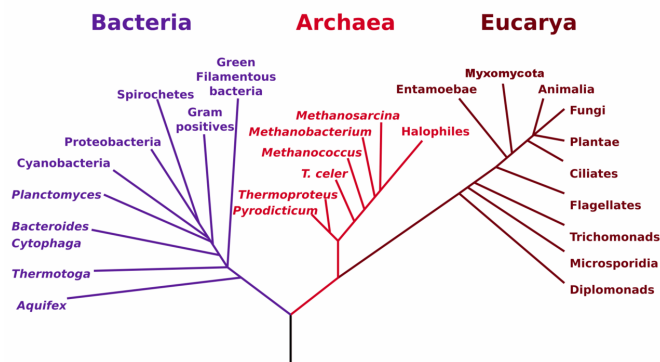 Bacteria
Archaea
Eucarya
Green
Filamentous
bacteria
Spirochetes
Gram
positives
Proteobacteria
Cyanobacteria
Planctomyces
Bacteroides
Cytophaga
Thermotoga
Aquifex
Methanosarcina
Methanobacterium
Halophiles
Methanococcus
T. celer
Thermoproteus
Pyrodicticum
Myxomycota
Entamoebae
Animalia
Fungi
Plantae
Ciliates
Flagellates
Trichomonads
Microsporidia
Diplomonads